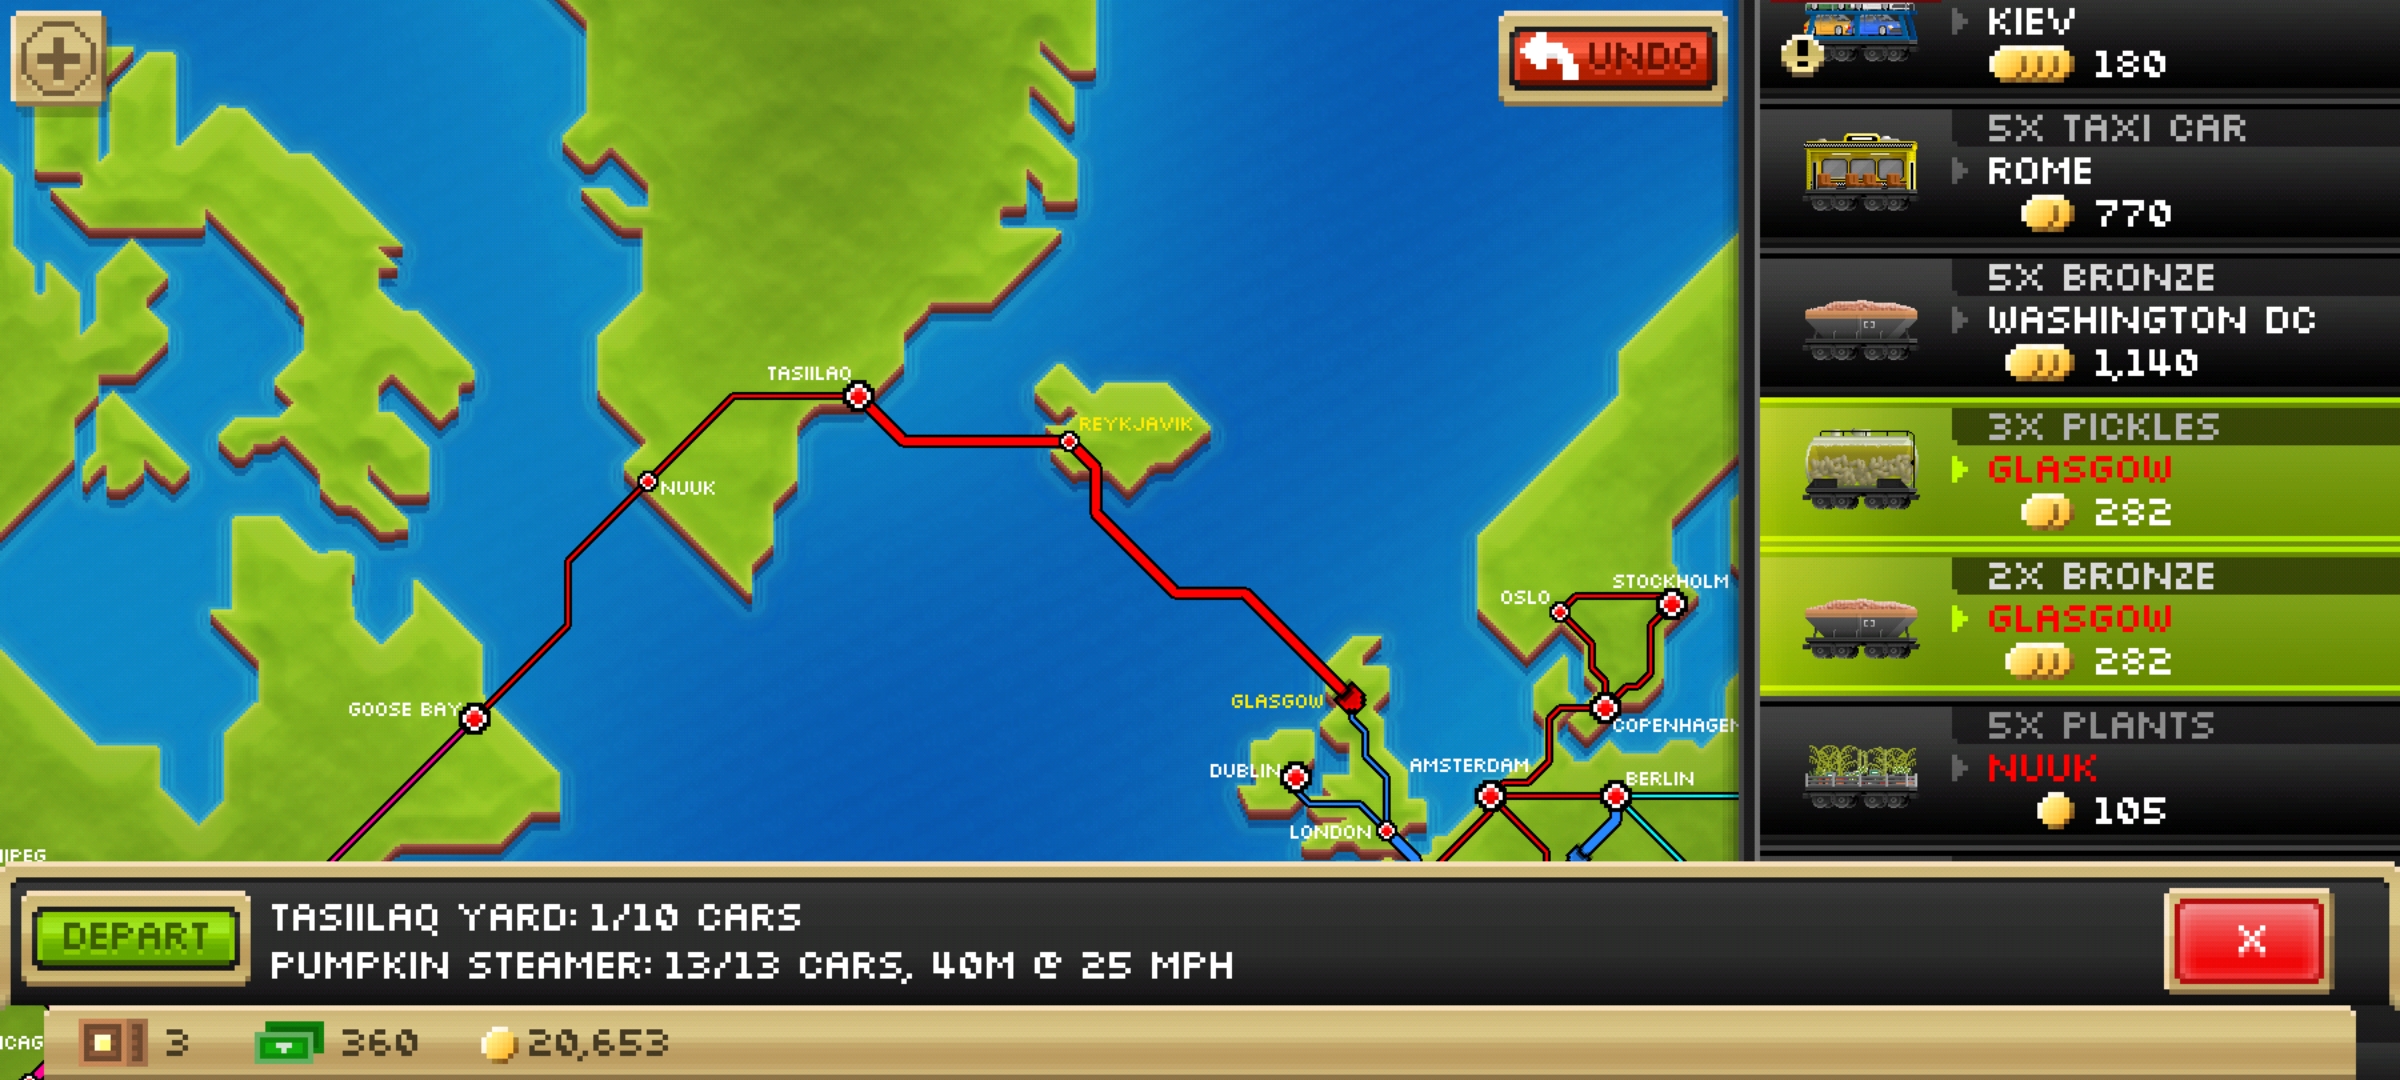 UNDO
TASIILAQ
REYKJAVIK
NUUK
GOOSE BAY
GLASGOW
DUBLIN
LONDON
OSLO
STOCKHOLM
COPENHAGEN
AMSTERDAM
BERLIN
IPEG
KIEV
180
5X TAXI CAR
ROME
770
5X BRONZE
WASHINGTON DC
1,140
3X PICKLES
GLASGOW
282
2X BRONZE
GLASGOW
282
5X PLANTS
NUUK
105
DEPART
TASIILAQ YARD: 1/10 CARS
PUMPKIN STEAMER: 13/13 CARS, 40M @ 25 MPH
X
ICAG
3
360
20,653